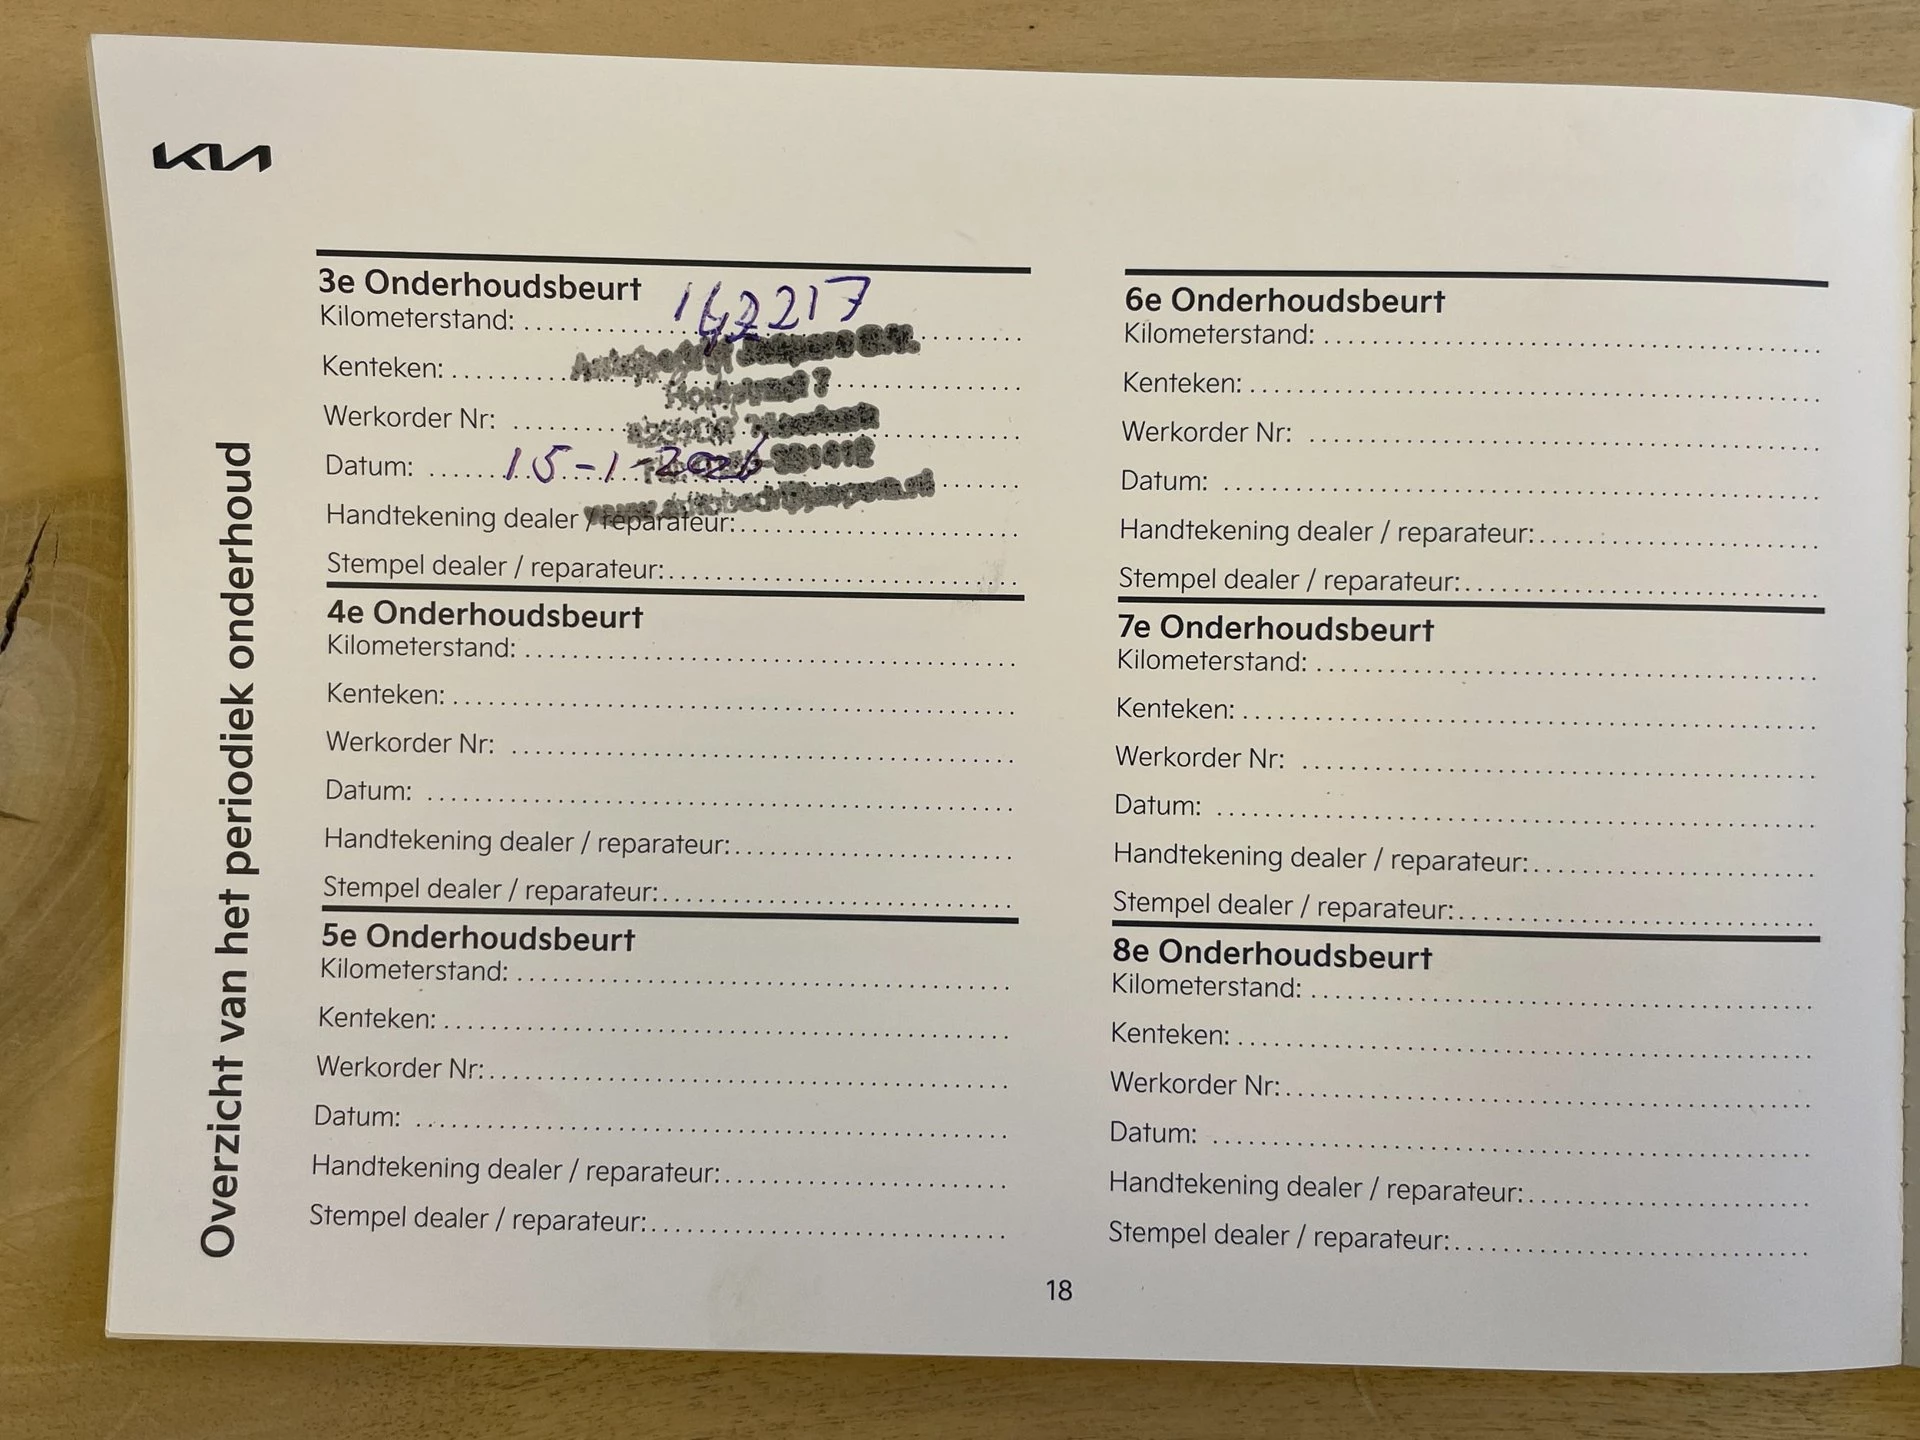 KIA
Overzicht van het periodiek onderhoud
3e Onderhoudsbeurt
Kilometerstand: 162217
Kenteken:
Werkorder Nr:
Datum: 15-1-2026
Handtekening dealer / reparateur:
Stempel dealer / reparateur:
4e Onderhoudsbeurt
Kilometerstand:
Kenteken:
Werkorder Nr:
Datum:
Handtekening dealer / reparateur:
Stempel dealer / reparateur:
5e Onderhoudsbeurt
Kilometerstand:
Kenteken:
Werkorder Nr:
Datum:
Handtekening dealer / reparateur:
Stempel dealer / reparateur:
6e Onderhoudsbeurt
Kilometerstand:
Kenteken:
Werkorder Nr:
Datum:
Handtekening dealer / reparateur:
Stempel dealer / reparateur:
7e Onderhoudsbeurt
Kilometerstand:
Kenteken:
Werkorder Nr:
Datum:
Handtekening dealer / reparateur:
Stempel dealer / reparateur:
8e Onderhoudsbeurt
Kilometerstand:
Kenteken:
Werkorder Nr:
Datum:
Handtekening dealer / reparateur:
Stempel dealer / reparateur:
18